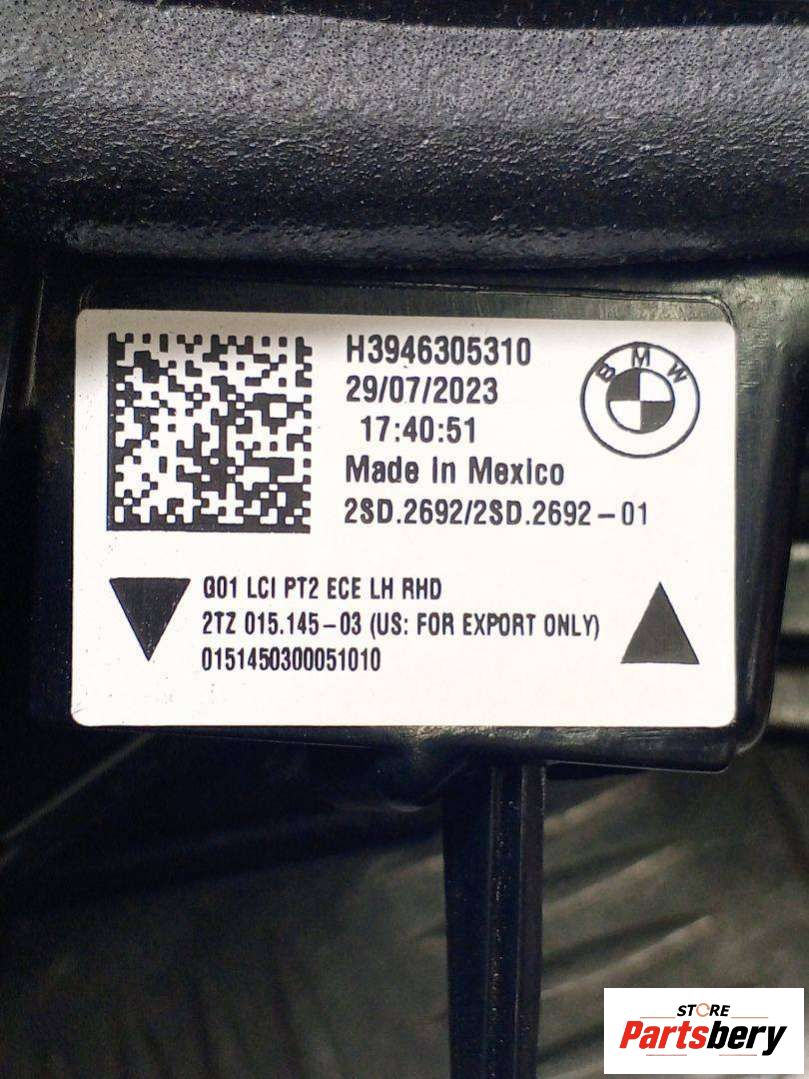 H3946305310
29/07/2023
17:40:51
Made In Mexico
2SD.2692/2SD.2692-01
BMW
G01 LCI PT2 ECE LH RHD
2TZ 015.145-03 (US: FOR EXPORT ONLY)
0151450300051010
STORE
Partsbery